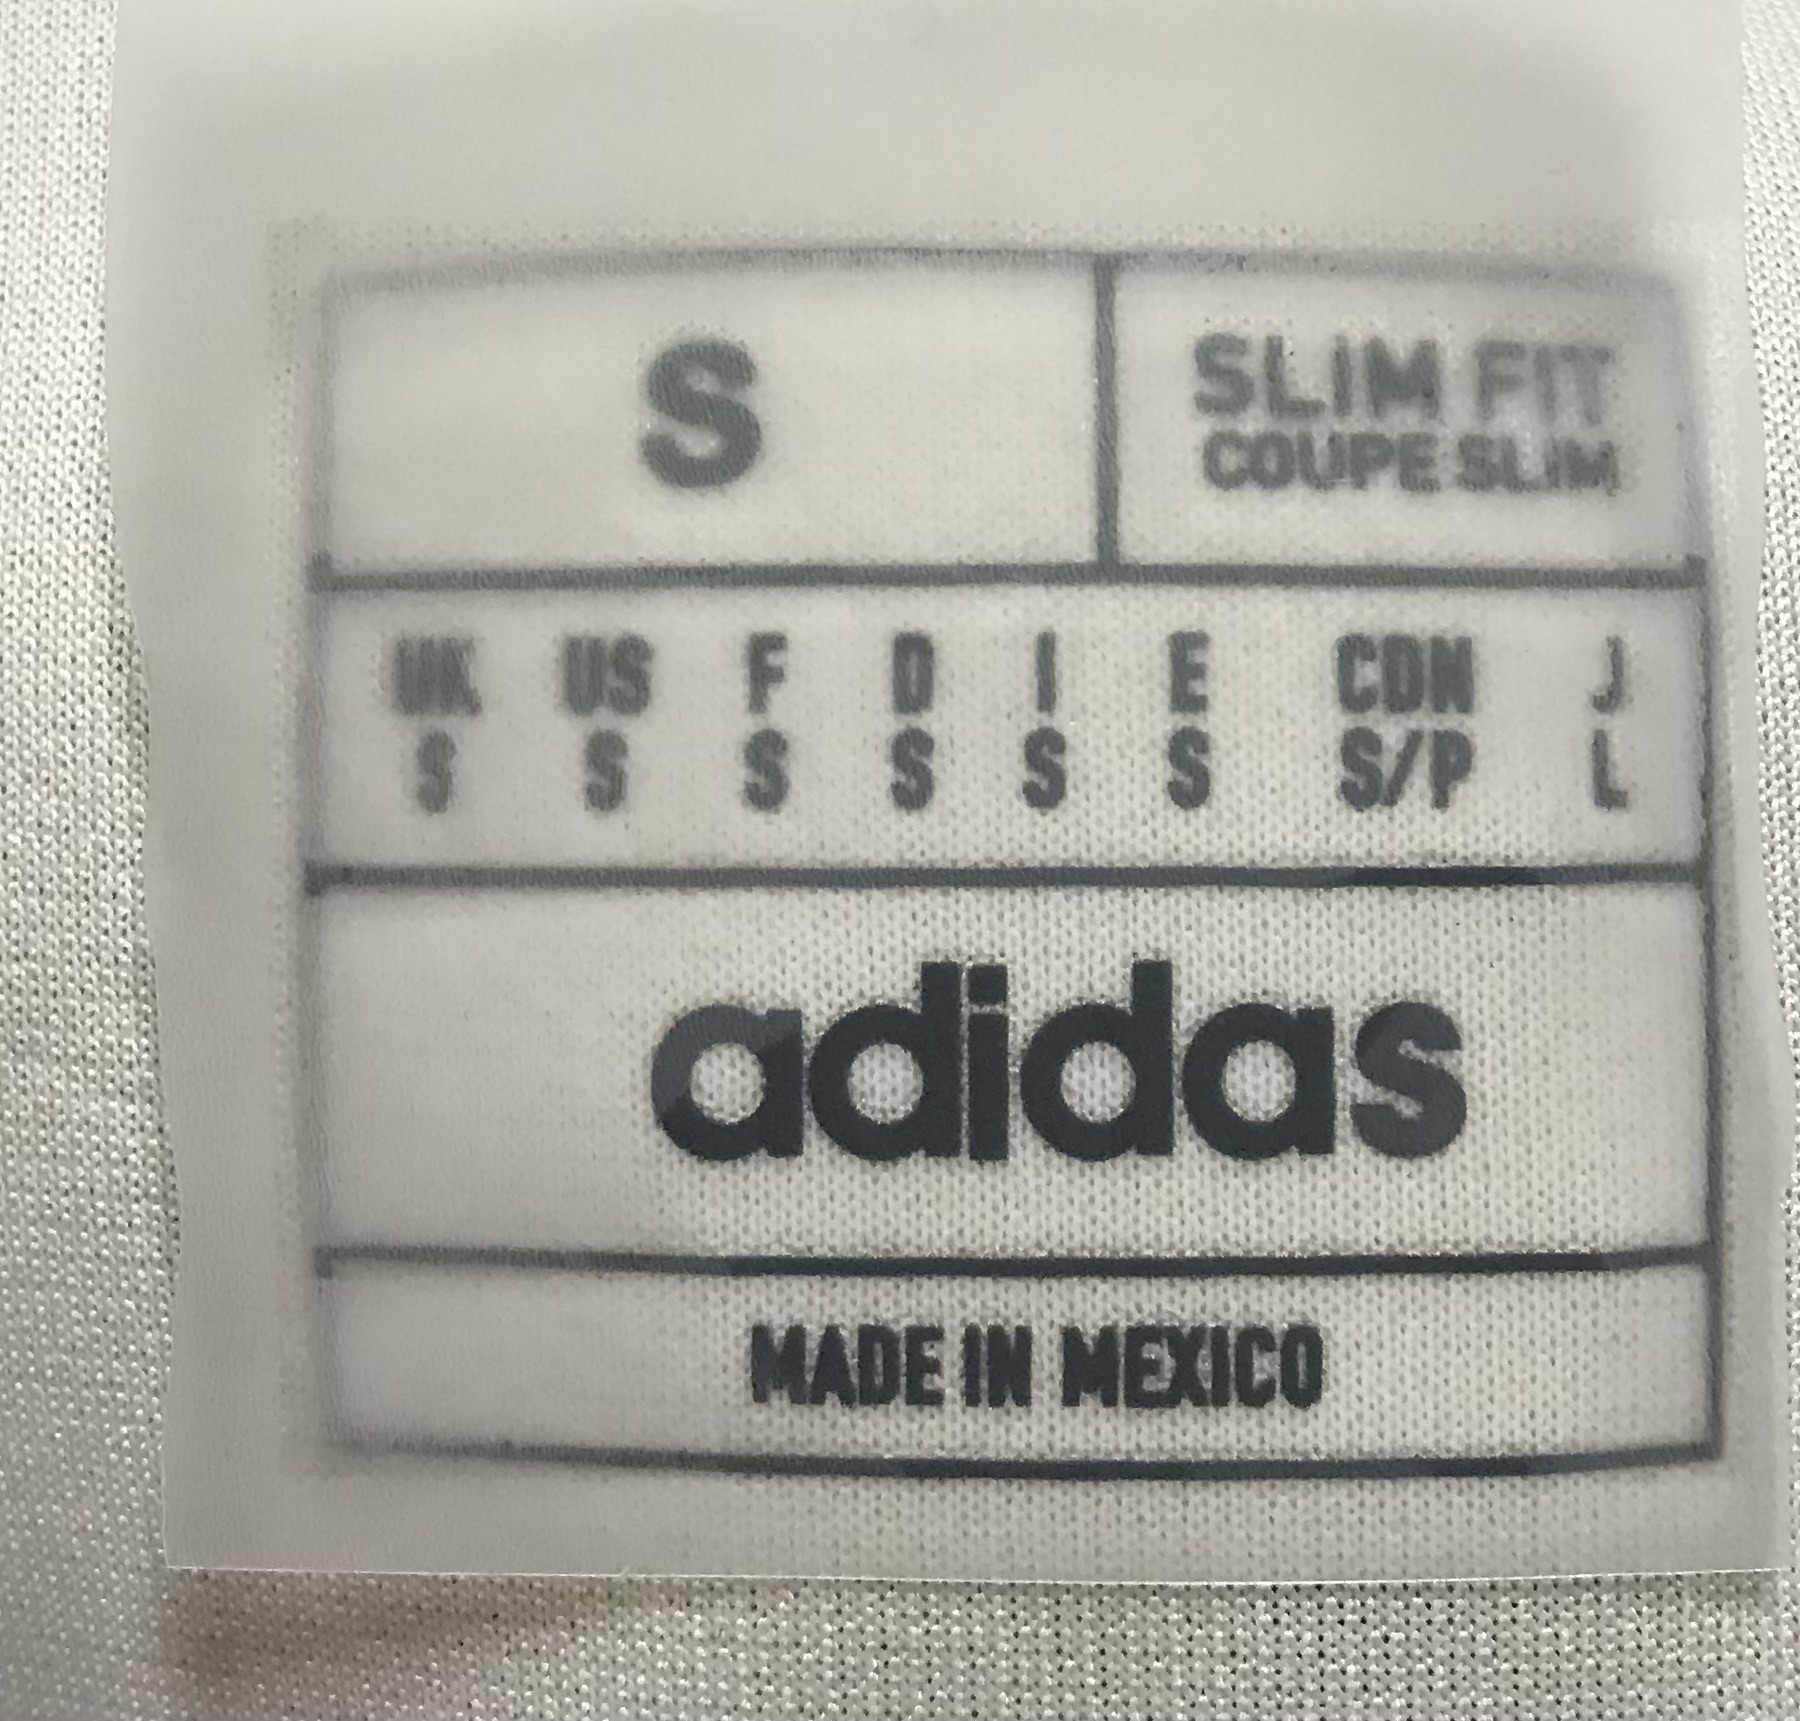 S
SLIM FIT
COUPE SLIM
UK US F D I E CDN J
S S S S S S S/P L
adidas
MADE IN MEXICO